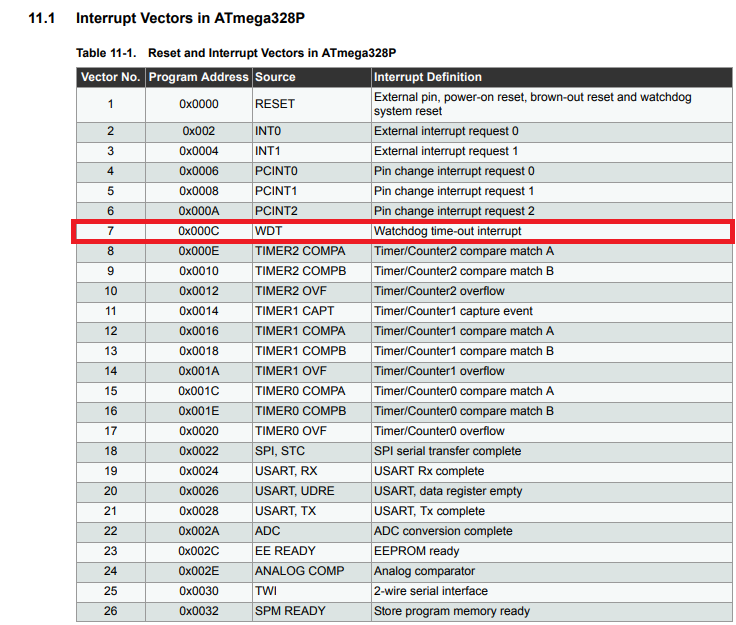 11.1 Interrupt Vectors in ATmega328P
Table 11-1. Reset and Interrupt Vectors in ATmega328P
Vector No. Program Address Source Interrupt Definition
1 0x0000 RESET External pin, power-on reset, brown-out reset and watchdog
system reset
2 0x002 INT0 External interrupt request 0
3 0x0004 INT1 External interrupt request 1
4 0x0006 PCINT0 Pin change interrupt request 0
5 0x0008 PCINT1 Pin change interrupt request 1
6 0x000A PCINT2 Pin change interrupt request 2
7 0x000C WDT Watchdog time-out interrupt
8 0x000E TIMER2 COMPA Timer/Counter2 compare match A
9 0x0010 TIMER2 COMPB Timer/Counter2 compare match B
10 0x0012 TIMER2 OVF Timer/Counter2 overflow
11 0x0014 TIMER1 CAPT Timer/Counter1 capture event
12 0x0016 TIMER1 COMPA Timer/Counter1 compare match A
13 0x0018 TIMER1 COMPB Timer/Counter1 compare match B
14 0x001A TIMER1 OVF Timer/Counter1 overflow
15 0x001C TIMER0 COMPA Timer/Counter0 compare match A
16 0x001E TIMER0 COMPB Timer/Counter0 compare match B
17 0x0020 TIMER0 OVF Timer/Counter0 overflow
18 0x0022 SPI, STC SPI serial transfer complete
19 0x0024 USART, RX USART Rx complete
20 0x0026 USART, UDRE USART, data register empty
21 0x0028 USART, TX USART, Tx complete
22 0x002A ADC ADC conversion complete
23 0x002C EE READY EEPROM ready
24 0x002E ANALOG COMP Analog comparator
25 0x0030 TWI 2-wire serial interface
26 0x0032 SPM READY Store program memory ready